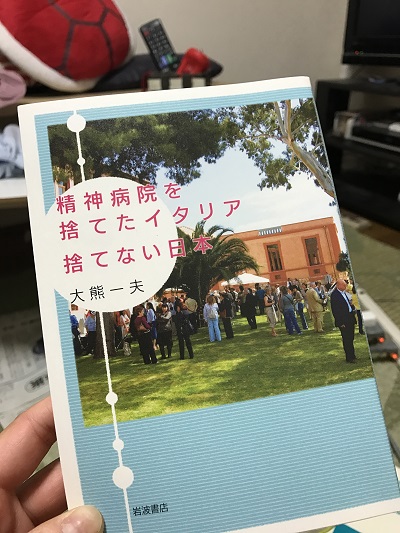 精神病院を
捨てたイタリア
捨てない日本
大熊一夫
岩波書店